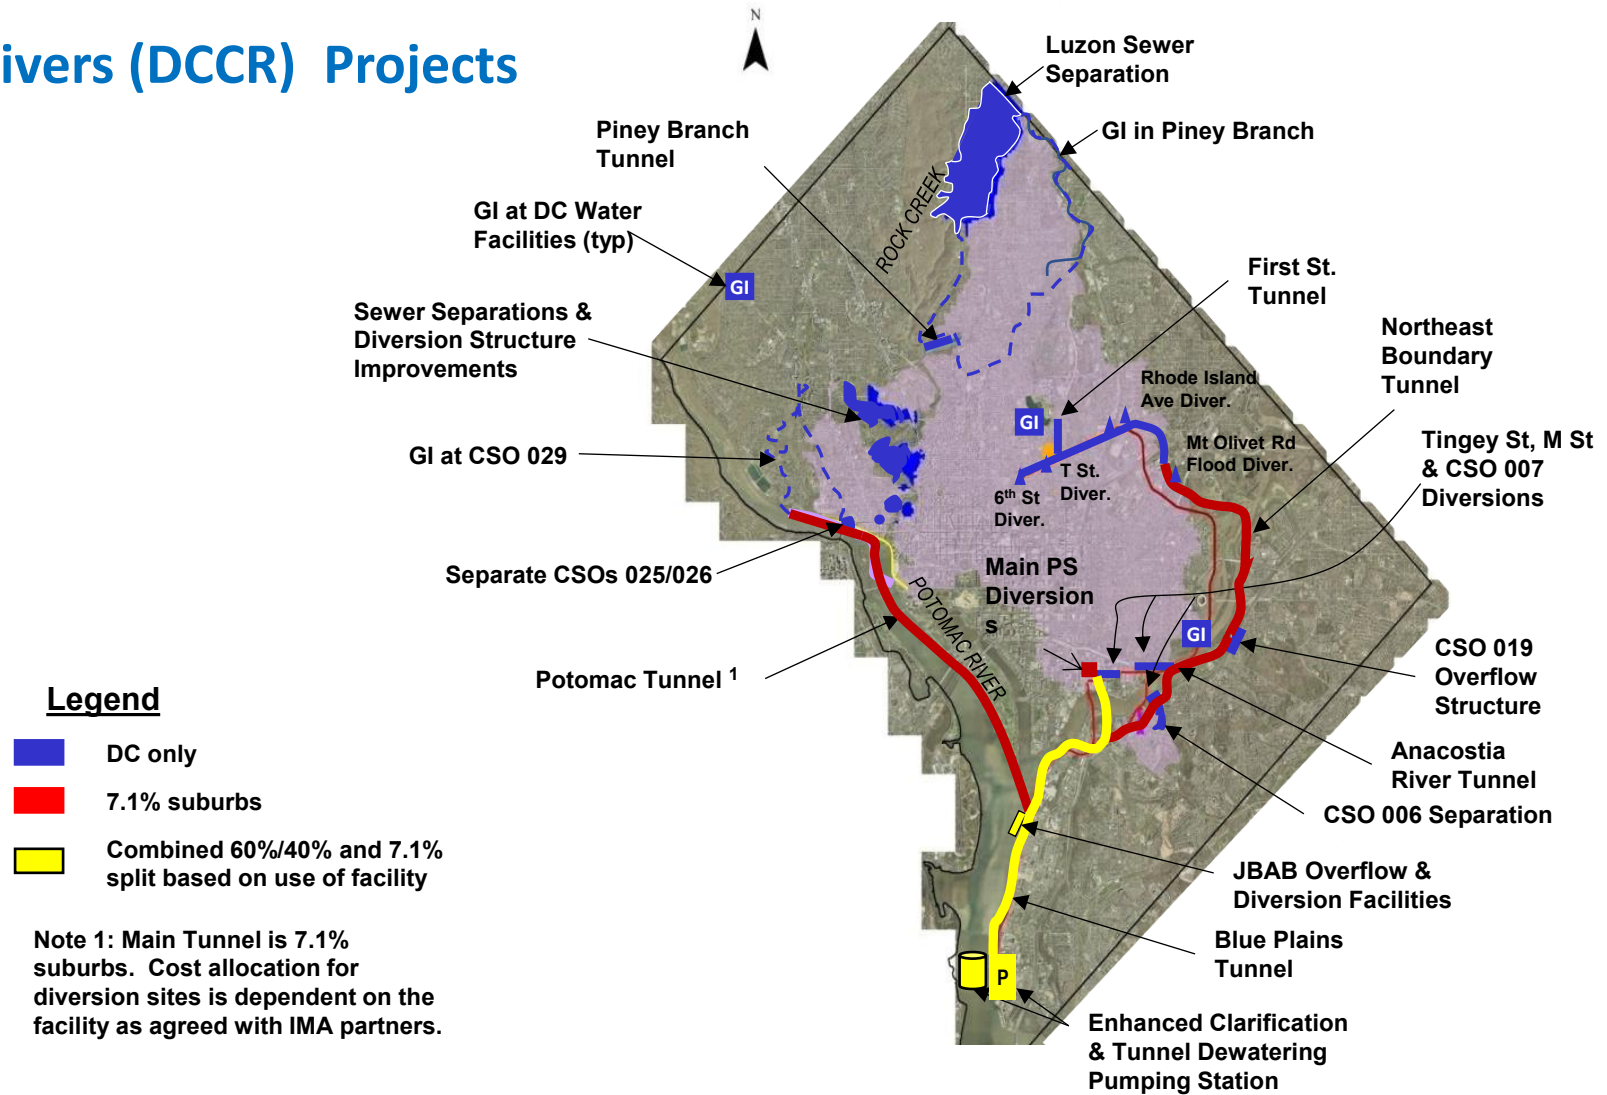 ivers (DCCR) Projects
N
Luzon Sewer
Separation
Piney Branch
Tunnel
GI in Piney Branch
GI at DC Water
Facilities (typ)
ROCK CREEK
GI
First St.
Tunnel
Sewer Separations &
Diversion Structure
Improvements
Northeast
Boundary
Tunnel
Rhode Island
Ave Diver.
GI
Tingey St, M St
& CSO 007
Diversions
Mt Olivet Rd
Flood Diver.
GI at CSO 029
T St.
Diver.
6th St
Diver.
Separate CSOs 025/026
Main PS
Diversion
s
POTOMAC RIVER
GI
CSO 019
Overflow
Structure
Potomac Tunnel 1
Anacostia
River Tunnel
CSO 006 Separation
JBAB Overflow &
Diversion Facilities
Blue Plains
Tunnel
P
Enhanced Clarification
& Tunnel Dewatering
Pumping Station
Legend
DC only
7.1% suburbs
Combined 60%/40% and 7.1%
split based on use of facility
Note 1: Main Tunnel is 7.1%
suburbs. Cost allocation for
diversion sites is dependent on the
facility as agreed with IMA partners.